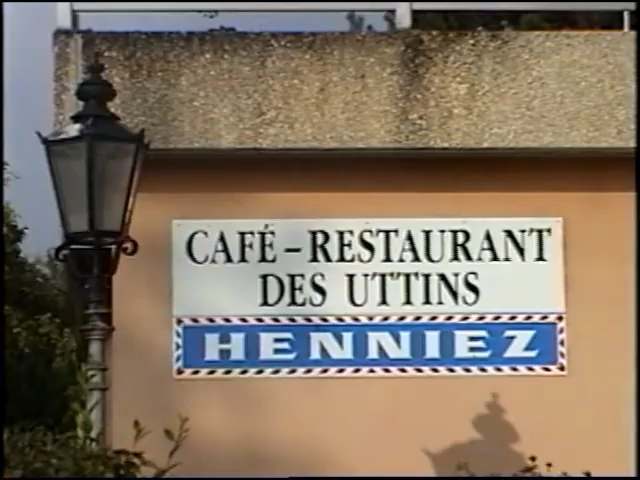 CAFÉ – RESTAURANT
DES UTTINS
HENNIEZ